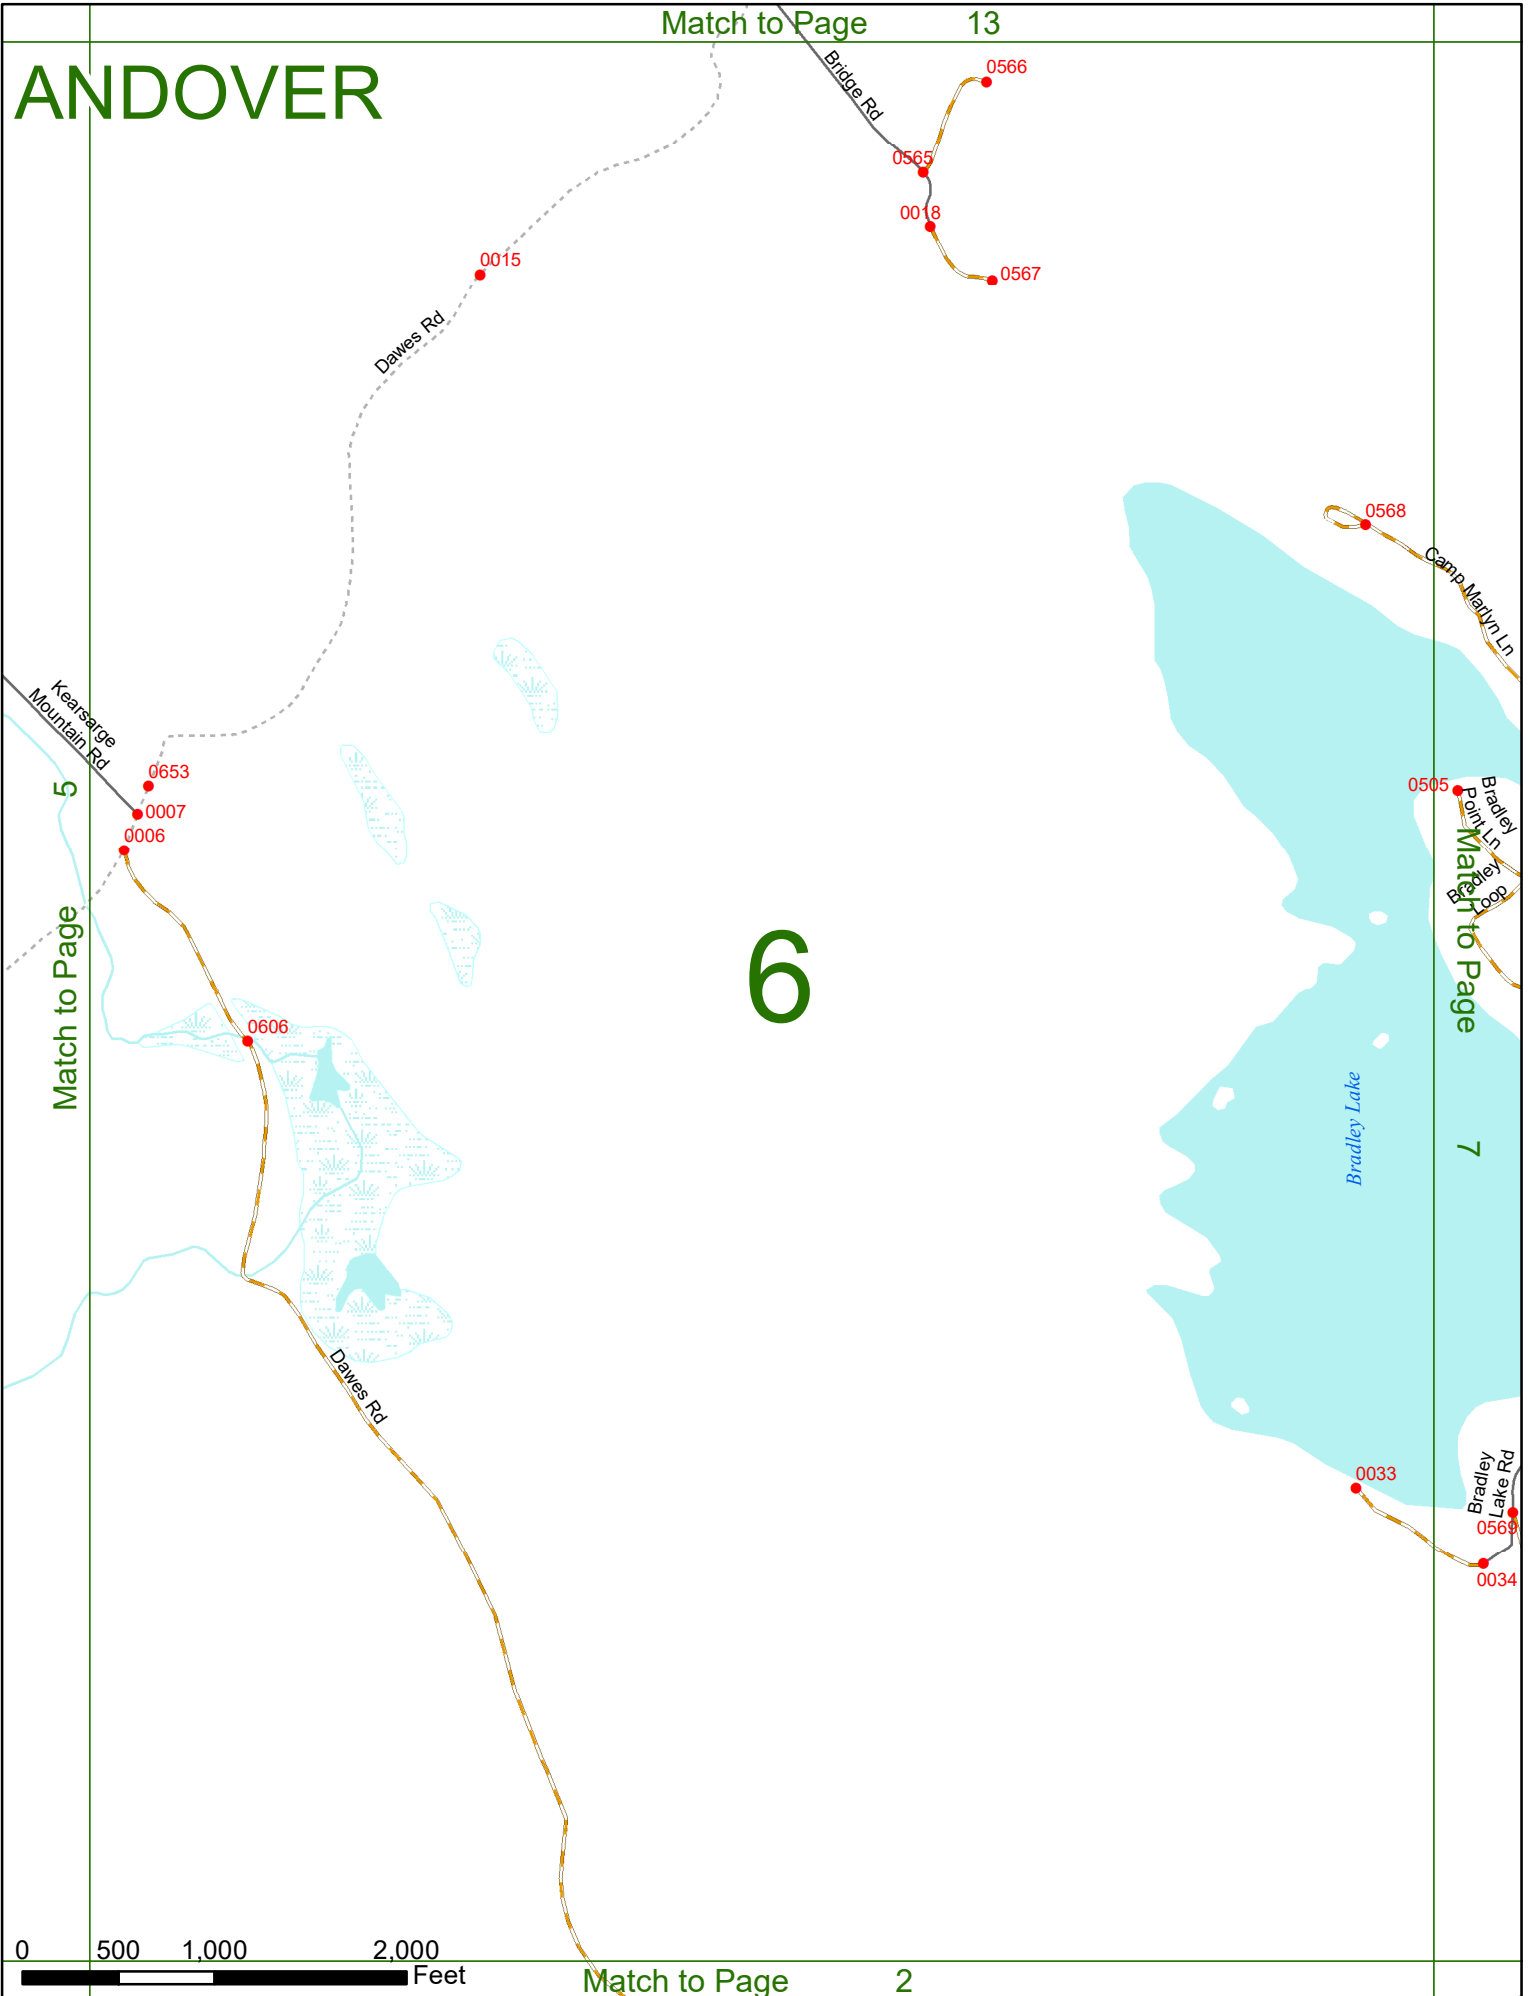 Match to Page 13
ANDOVER
Bridge Rd
0566
0565
0018
0567
0015
Dawes Rd
0568
Camp Marlyn Ln
Kearsarge
Mountain Rd
0653
0007
0006
0505
Bradley
Point Ln
Bradley
Loop
Match to Page 5
6
Match to Page 7
0606
Bradley Lake
Dawes Rd
0033
Bradley
Lake Rd
0569
0034
0 500 1,000 2,000
Feet
Match to Page 2